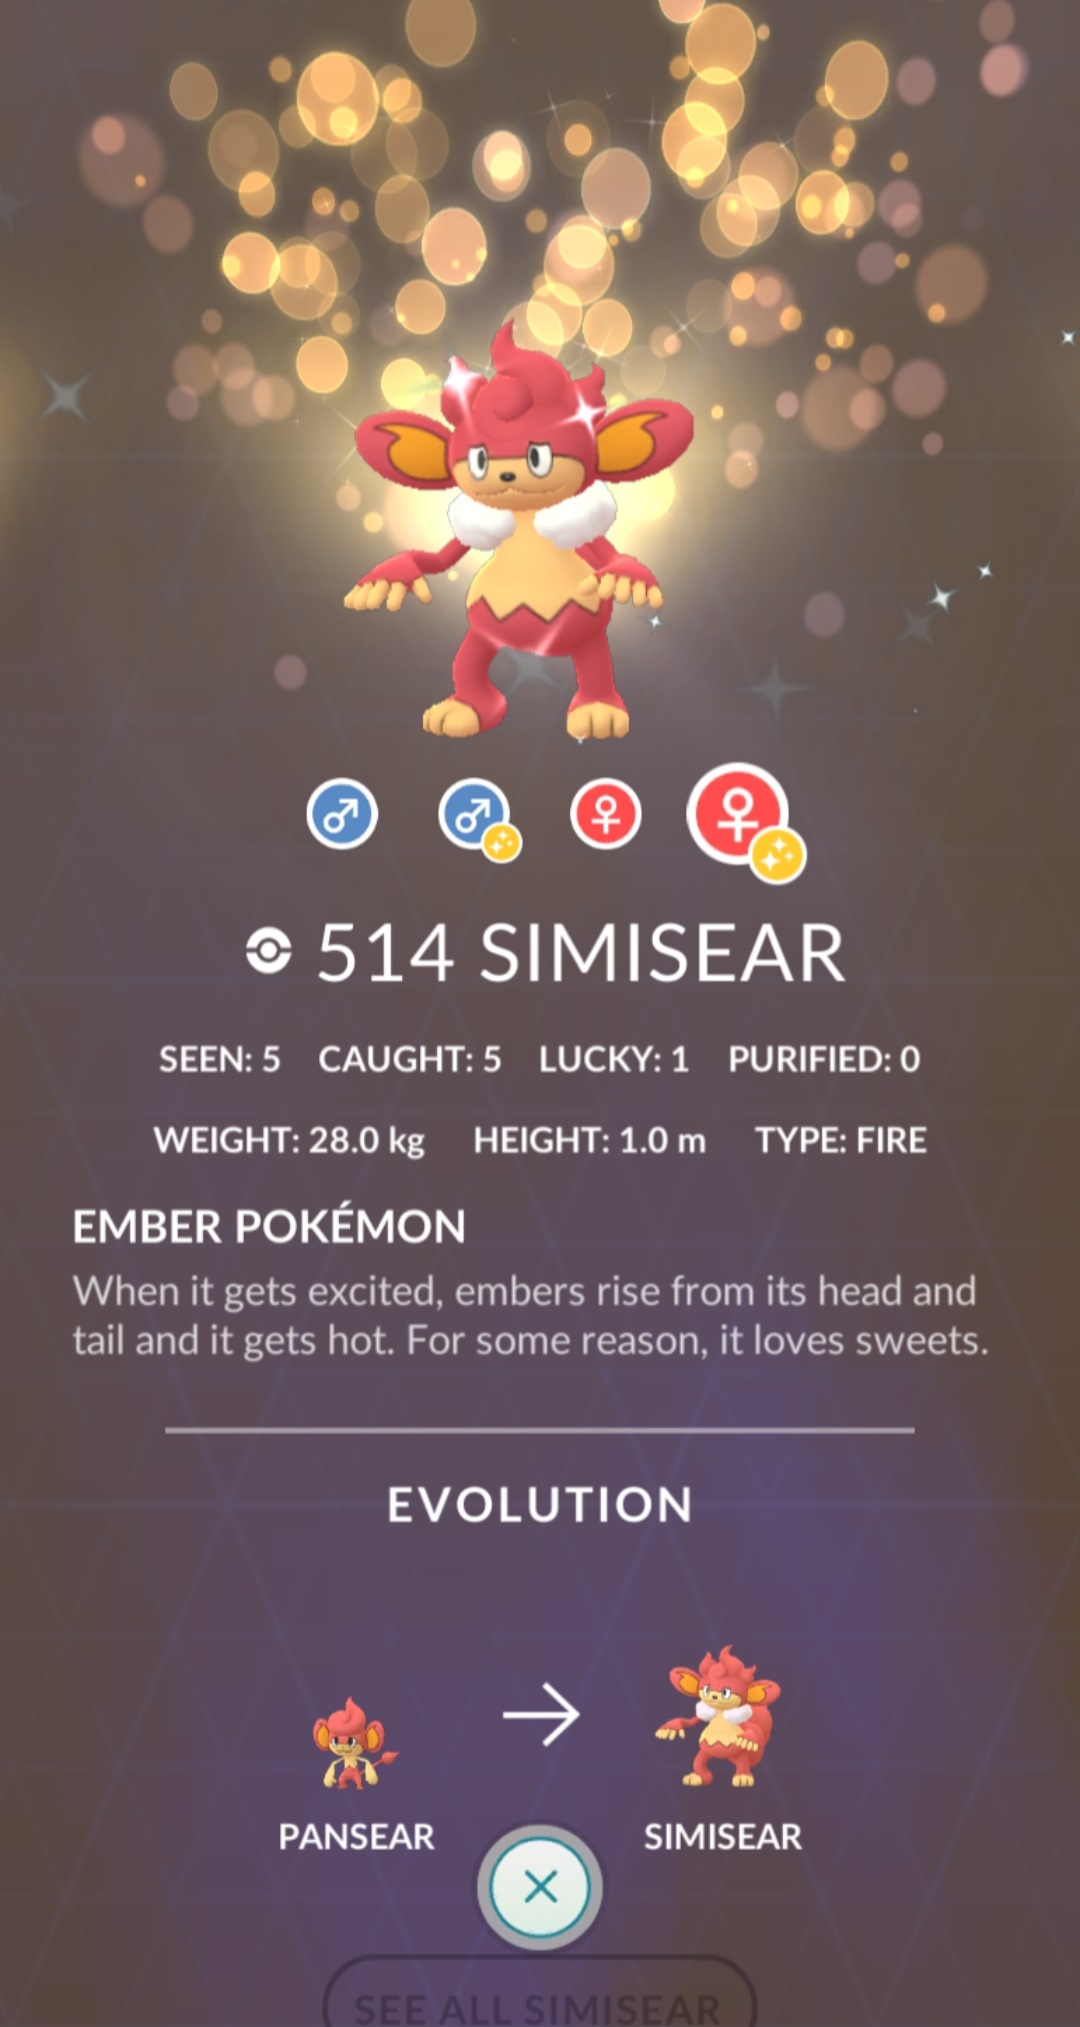 514 SIMISEAR
SEEN: 5 CAUGHT: 5 LUCKY: 1 PURIFIED: 0
WEIGHT: 28.0 kg HEIGHT: 1.0 m TYPE: FIRE
EMBER POKÉMON
When it gets excited, embers rise from its head and
tail and it gets hot. For some reason, it loves sweets.
EVOLUTION
PANSEAR SIMISEAR
SEE ALL SIMISEAR